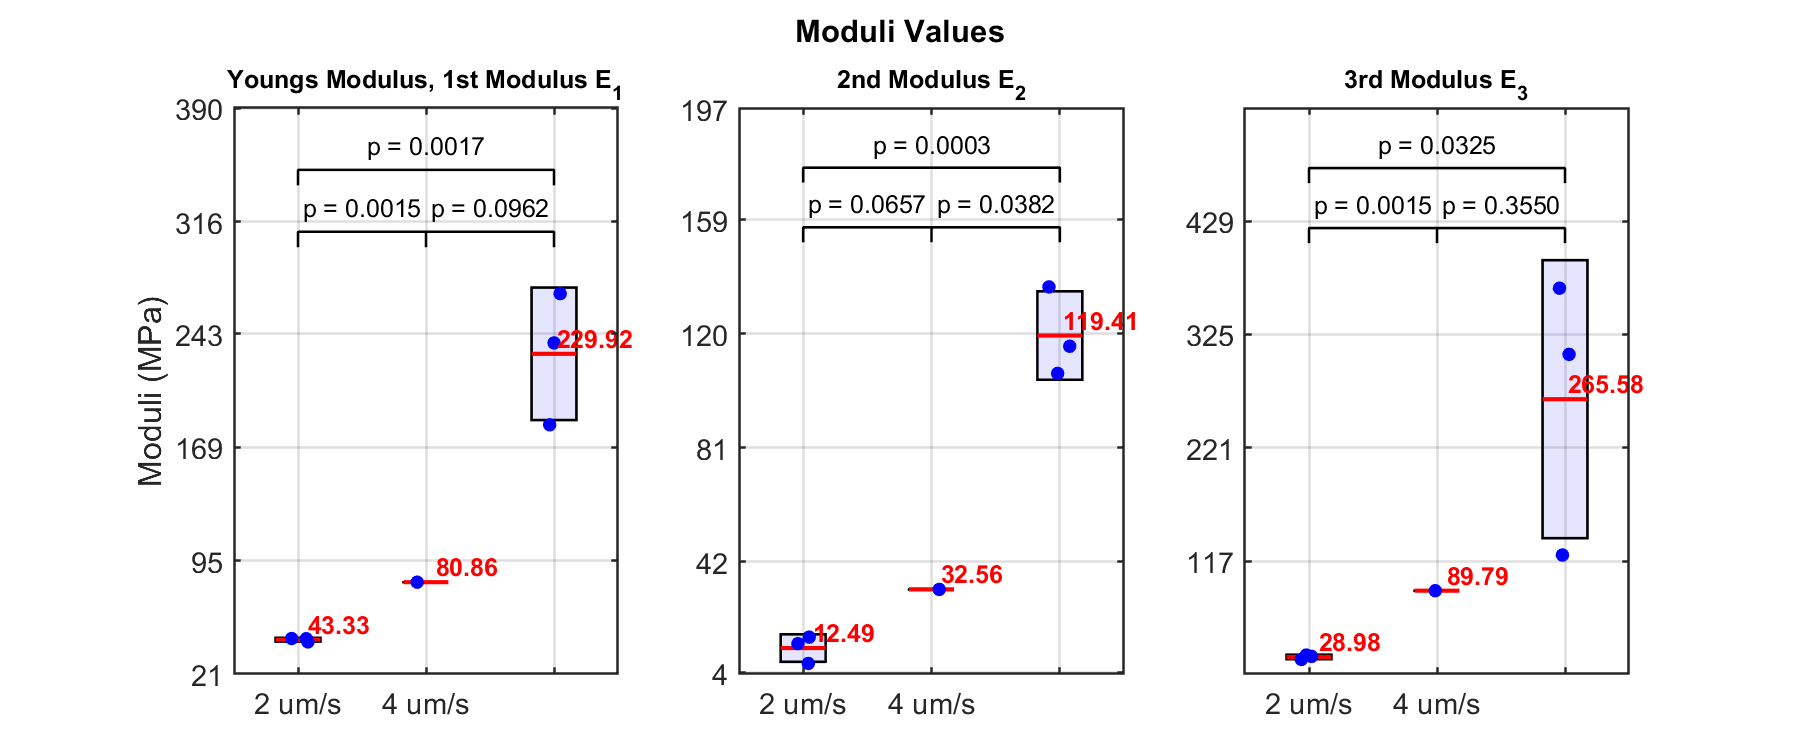 Moduli Values
Youngs Modulus, 1st Modulus E1
390
316
243
169
95
21
Moduli (MPa)
p = 0.0017
p = 0.0015
p = 0.0962
229.92
80.86
43.33
2 um/s
4 um/s
2nd Modulus E2
197
159
120
81
42
4
p = 0.0003
p = 0.0657
p = 0.0382
119.41
32.56
12.49
2 um/s
4 um/s
3rd Modulus E3
429
325
221
117
p = 0.0325
p = 0.0015
p = 0.3550
265.58
89.79
28.98
2 um/s
4 um/s